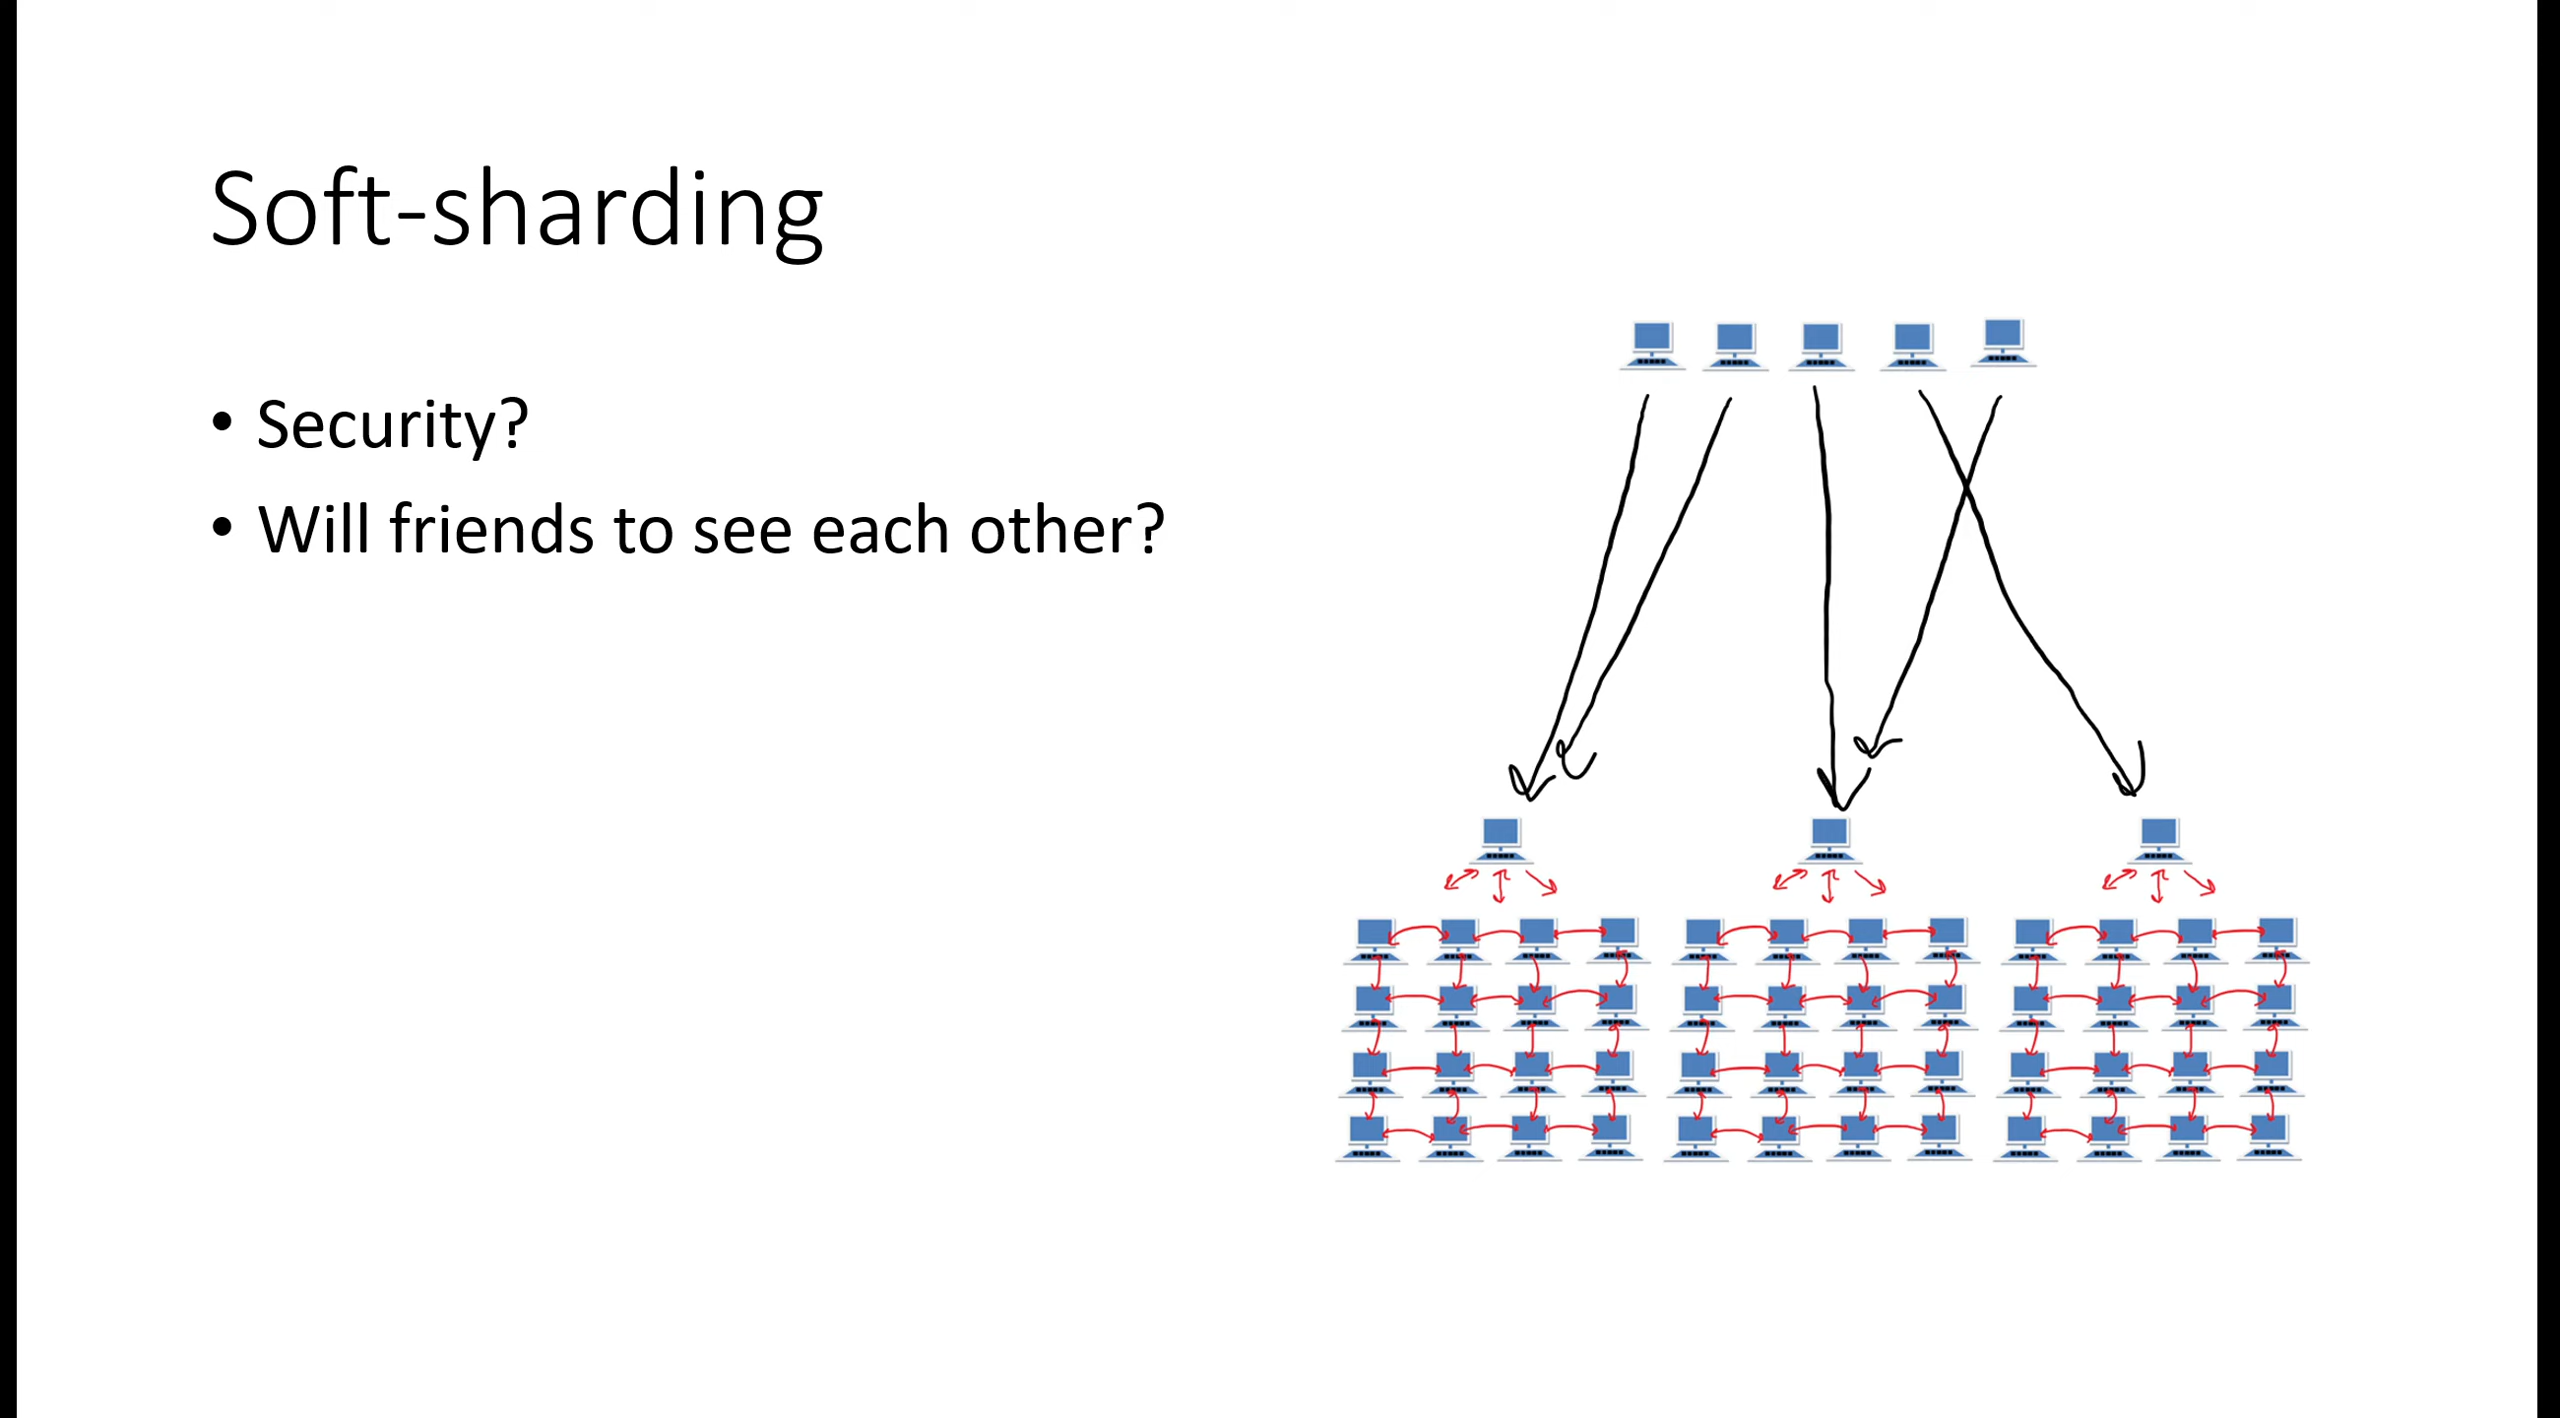 Soft-sharding
• Security?
• Will friends to see each other?